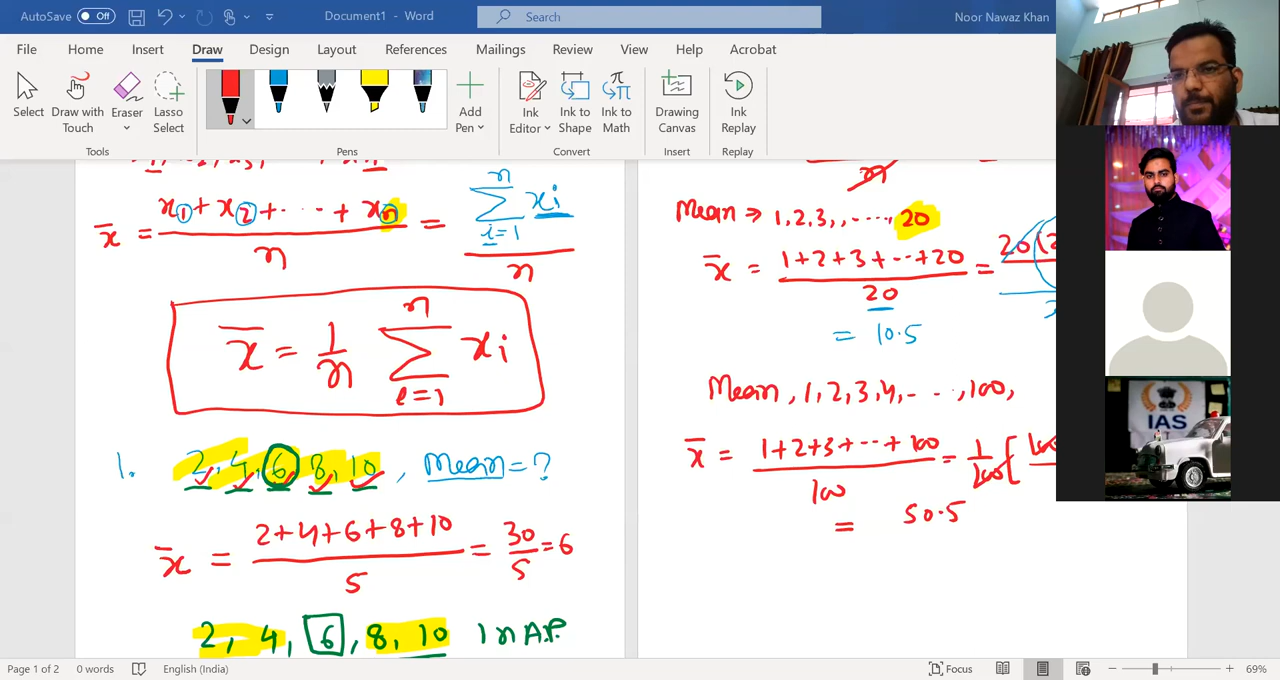 AutoSave Off Document1 - Word Search Noor Nawaz Khan
File Home Insert Draw Design Layout References Mailings Review View Help Acrobat
Select Draw with Touch Eraser Lasso Select Add Pen Ink Editor Ink to Shape Ink to Math Drawing Canvas Ink Replay
Tools Pens Convert Insert Replay
x̄ = (x1 + x2 + ... + xn) / n = (∑_{i=1}^{n} xi) / n
x̄ = 1/n ∑_{i=1}^{n} xi
1. 2, 4, 6, 8, 10, Mean = ?
x̄ = (2+4+6+8+10) / 5 = 30/5 = 6
2, 4, 6, 8, 10 In A.P.
n
Mean ⇒ 1, 2, 3, ....., 20
x̄ = (1+2+3+...+20) / 20 =
= 10.5
Mean, 1, 2, 3, 4, ..., 100,
x̄ = (1+2+3+...+100) / 100 = 1/100 [
= 50.5
IAS
Page 1 of 2 0 words English (India) Focus 69%